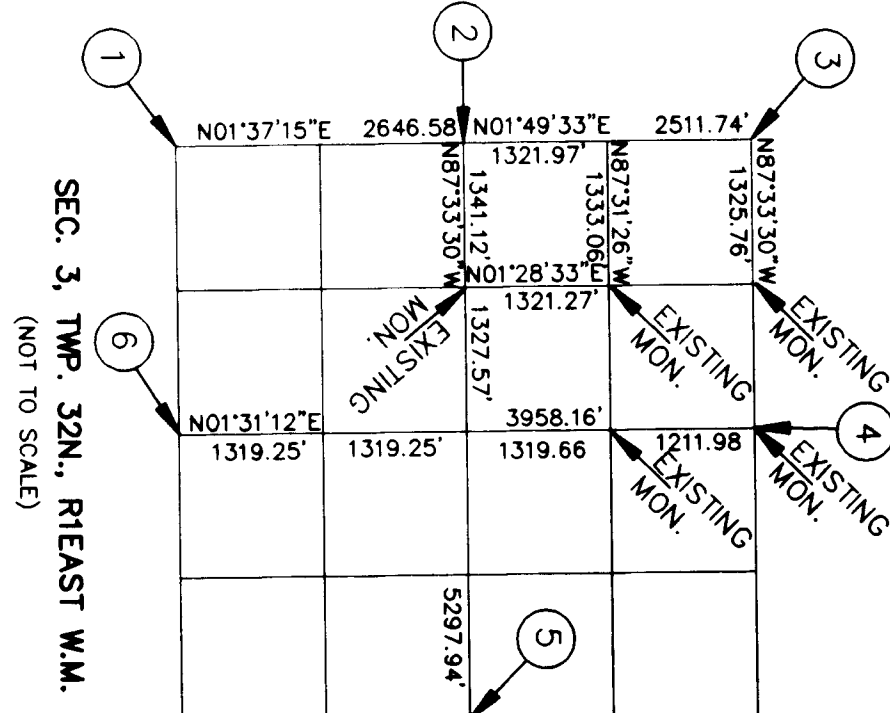 1
2
3
N01°37'15"E 2646.58' N01°49'33"E 2511.74'
1321.97'
N87°33'30"W
1341.12'
N87°31'26"W
1333.06'
N87°33'30"W
1325.76'
N01°28'33"E
1321.27'
EXISTING
MON.
EXISTING
MON.
EXISTING
MON.
1327.57'
6
N01°31'12"E 3958.16'
1319.25' 1319.25' 1319.66 1211.98
4
EXISTING
MON.
EXISTING
MON.
5297.94'
5
SEC. 3, TWP. 32N., R1EAST W.M.
(NOT TO SCALE)